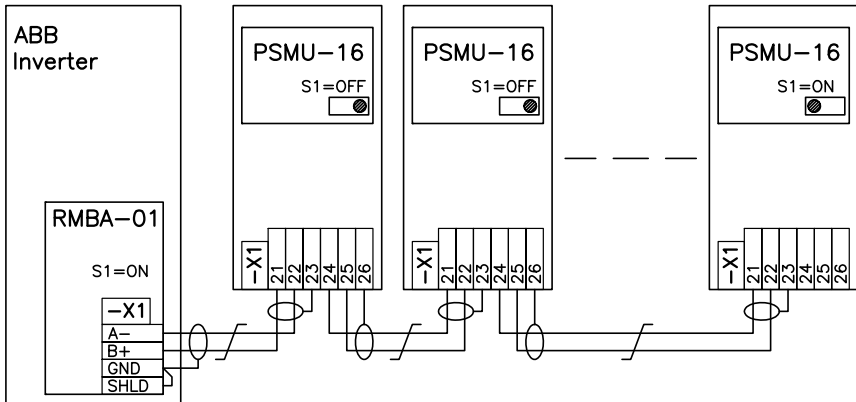 ABB
Inverter
RMBA-01
S1=ON
-X1
A-
B+
GND
SHLD
PSMU-16
S1=OFF
-X1
21
22
23
24
25
26
PSMU-16
S1=OFF
-X1
21
22
23
24
25
26
PSMU-16
S1=ON
-X1
21
22
23
24
25
26